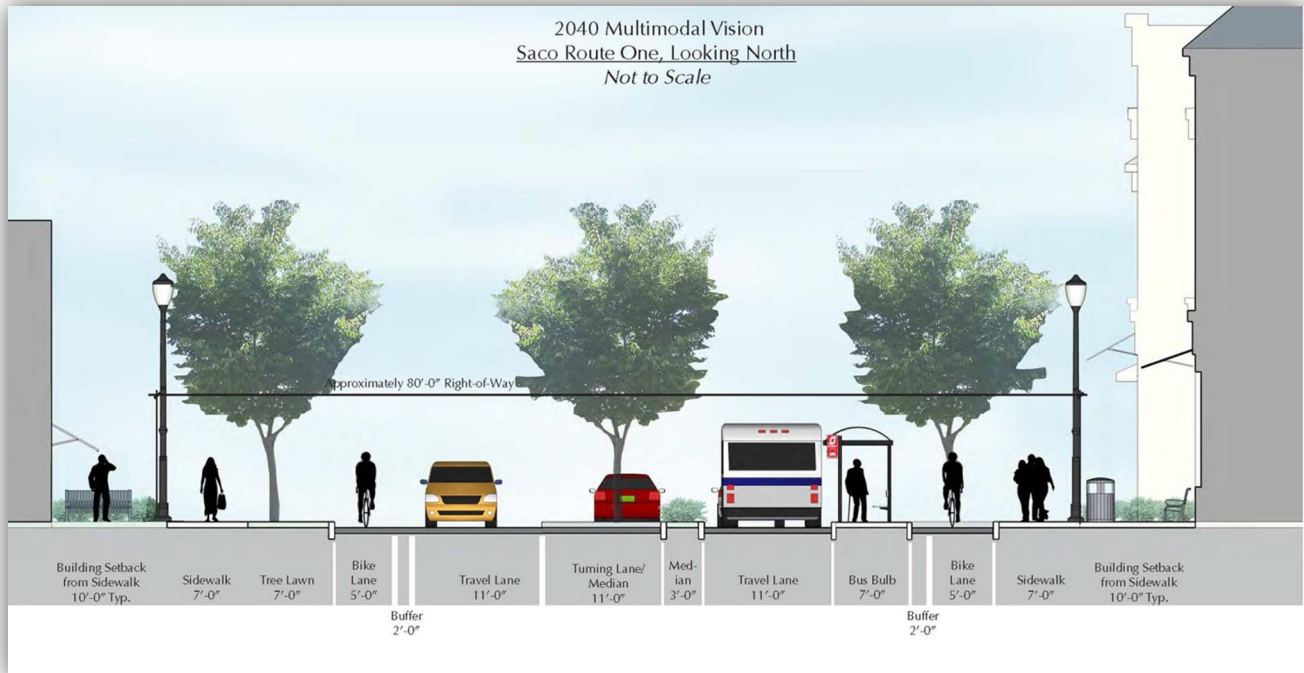 2040 Multimodal Vision
Saco Route One, Looking North
Not to Scale
Approximately 80'-0" Right-of-Way
Building Setback
from Sidewalk
10'-0" Typ.
Sidewalk
7'-0"
Tree Lawn
7'-0"
Bike
Lane
5'-0"
Buffer
2'-0"
Travel Lane
11'-0"
Turning Lane/
Median
11'-0"
Med-
ian
3'-0"
Travel Lane
11'-0"
Bus Bulb
7'-0"
Buffer
2'-0"
Bike
Lane
5'-0"
Sidewalk
7'-0"
Building Setback
from Sidewalk
10'-0" Typ.